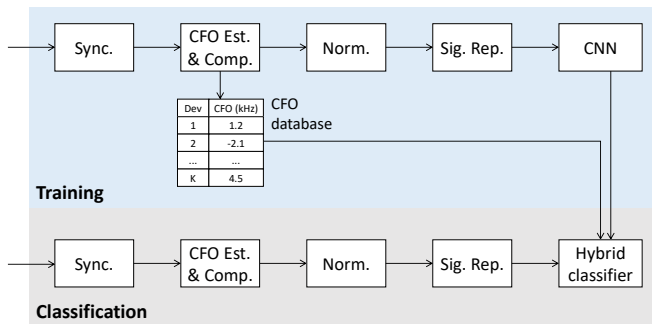 Sync.
CFO Est.
& Comp.
Norm.
Sig. Rep.
CNN
Dev CFO (kHz)
1 1.2
2 -2.1
... ...
K 4.5
CFO
database
Training
Sync.
CFO Est.
& Comp.
Norm.
Sig. Rep.
Hybrid
classifier
Classification